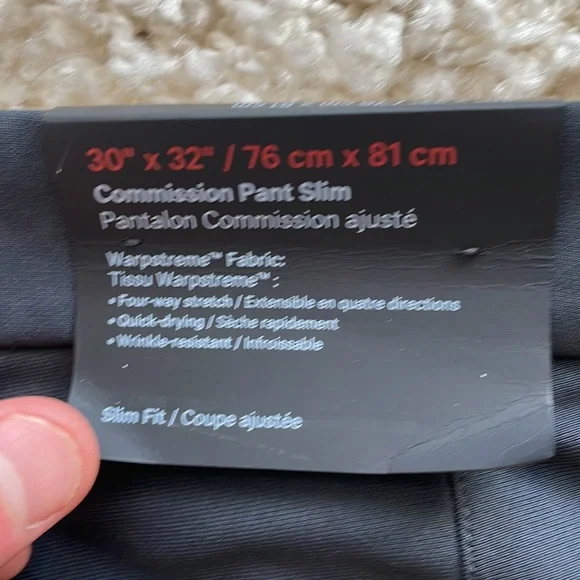 30" x 32" / 76 cm x 81 cm
Commission Pant Slim
Pantalon Commission ajusté
Warpstreme™ Fabric:
Tissu Warpstreme™ :
• Four-way stretch / Extensible en quatre directions
• Quick-drying / Sèche rapidement
• Wrinkle-resistant / Infroissable
Slim Fit / Coupe ajustée